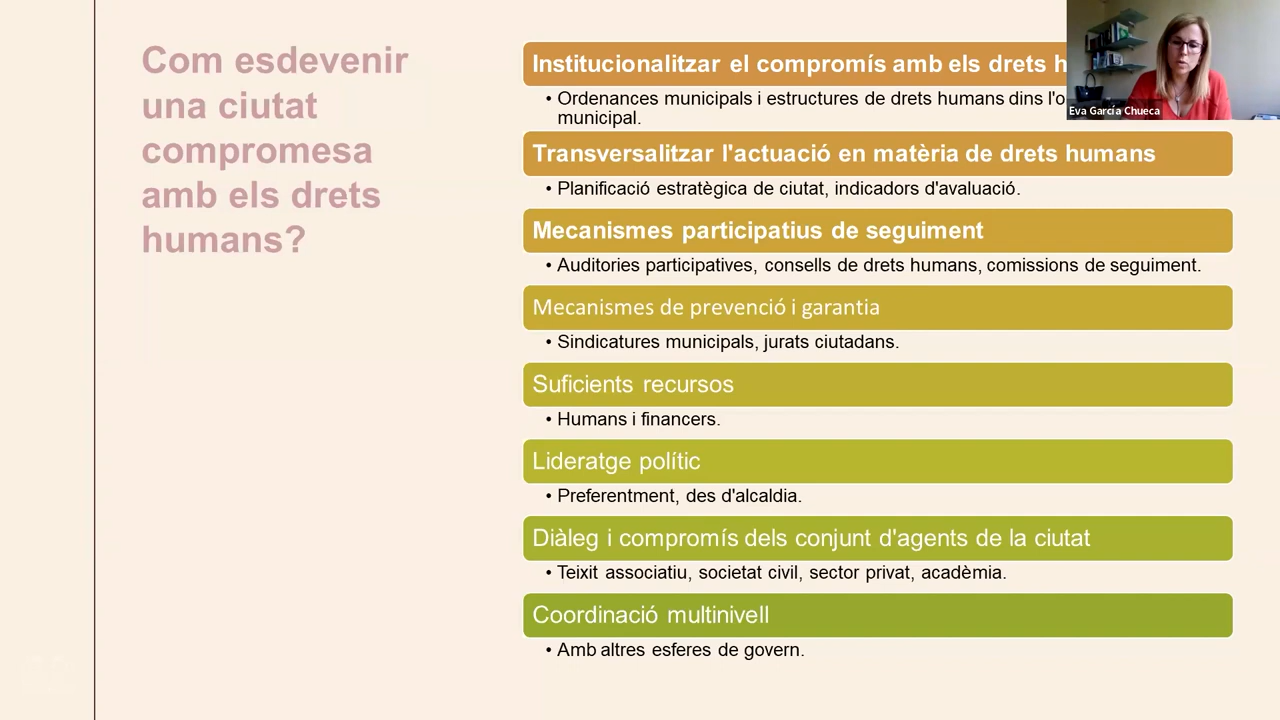 Com esdevenir
una ciutat
compromesa
amb els drets
humans?
Institucionalitzar el compromís amb els drets
• Ordenances municipals i estructures de drets humans dins
municipal.
Transversalitzar l'actuació en matèria de drets humans
• Planificació estratègica de ciutat, indicadors d'avaluació.
Mecanismes participatius de seguiment
• Auditories participatives, consells de drets humans, comissions de seguiment.
Mecanismes de prevenció i garantia
• Sindicatures municipals, jurats ciutadans.
Suficients recursos
• Humans i financers.
Lideratge polític
• Preferentment, des d'alcaldia.
Diàleg i compromís dels conjunt d'agents de la ciutat
• Teixit associatiu, societat civil, sector privat, acadèmia.
Coordinació multinivell
• Amb altres esferes de govern.
Eva García Chueca